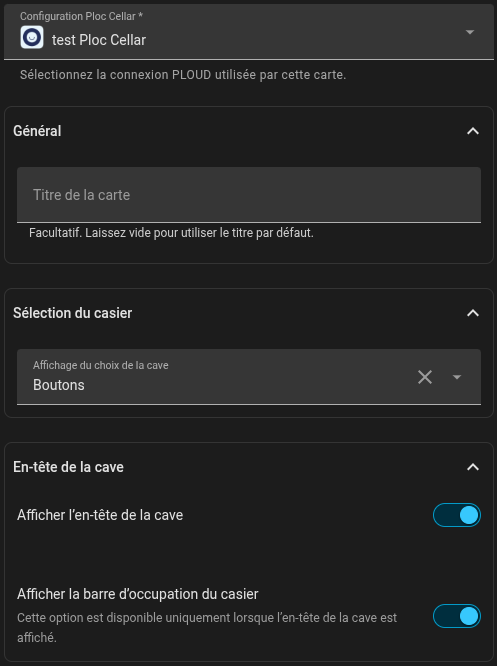 Configuration Ploc Cellar *
test Ploc Cellar
Sélectionnez la connexion PLOUD utilisée par cette carte.
Général
Titre de la carte
Facultatif. Laissez vide pour utiliser le titre par défaut.
Sélection du casier
Affichage du choix de la cave
Boutons
En-tête de la cave
Afficher l’en-tête de la cave
Afficher la barre d’occupation du casier
Cette option est disponible uniquement lorsque l’en-tête de la cave est
affiché.